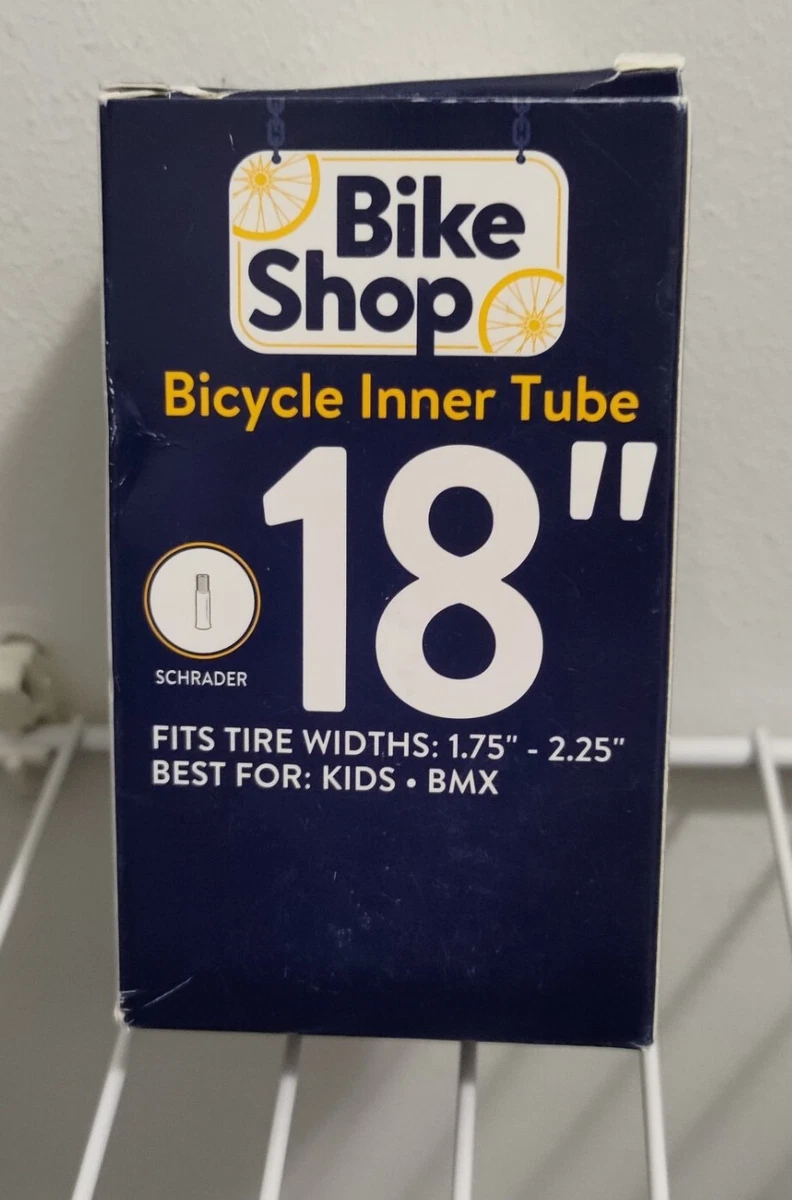 Bike
Shop
Bicycle Inner Tube
18"
SCHRADER
FITS TIRE WIDTHS: 1.75" - 2.25"
BEST FOR: KIDS • BMX